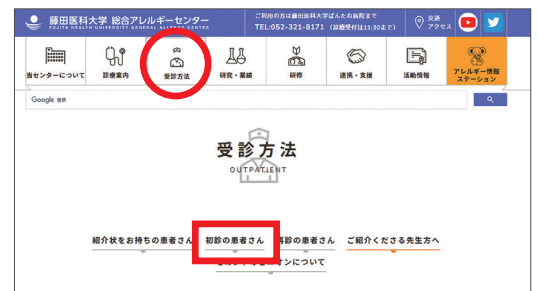 藤田医科大学 総合アレルギーセンター
FUJITA HEALTH UNIVERSITY GENERAL ALLERGY CENTER
ご利用の方は藤田医科大学ばんたね病院まで
TEL:052-321-8171 (診療受付は11:30まで)
交通
アクセス
当センターについて
診療案内
受診方法
研究・業績
研修
連携・支援
活動情報
アレルギー情報
ステーション
Google 提供
受診方法
OUTPATIENT
紹介状をお持ちの患者さん
初診の患者さん
再診の患者さん
ご紹介くださる先生方へ
ンについて